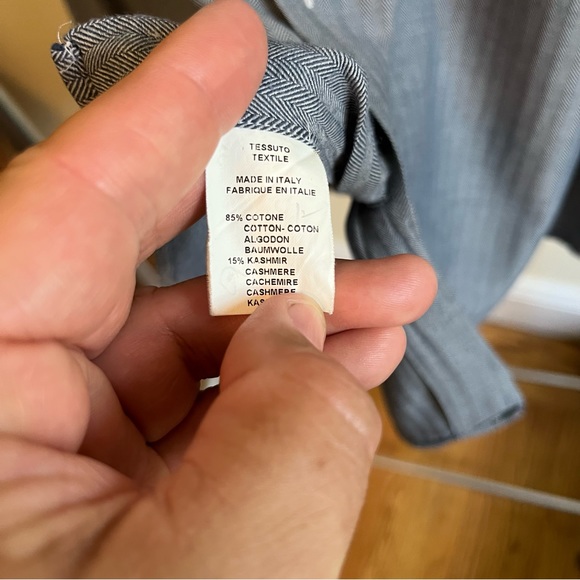 TESSUTO
TEXTILE
MADE IN ITALY
FABRIQUE EN ITALIE
85% COTONE
COTTON- COTON
ALGODON
BAUMWOLLE
15% KASHMIR
CASHMERE
CACHEMIRE
CASHMERE